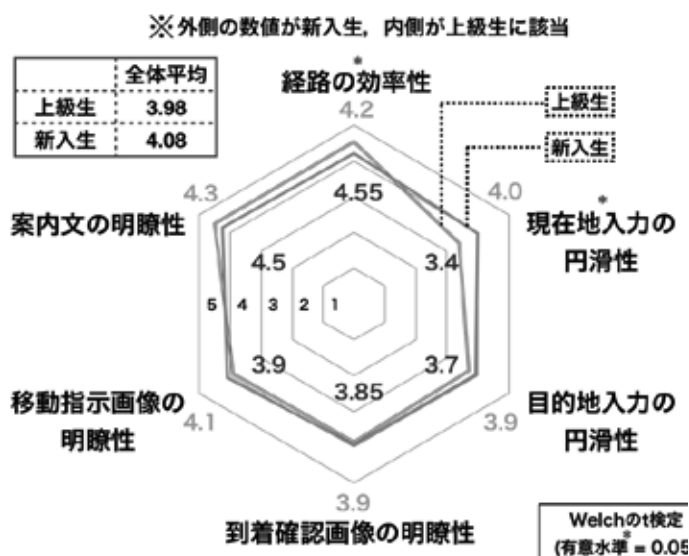 ※外側の数値が新入生，内側が上級生に該当
全体平均
上級生 3.98
新入生 4.08
*
経路の効率性
4.2
上級生
新入生
4.3
案内文の明瞭性
4.55
4.0
*
現在地入力の
円滑性
4.5
3.4
5 4 3 2 1
3.9
3.7
3.85
移動指示画像の
明瞭性
4.1
目的地入力の
円滑性
3.9
3.9
到着確認画像の明瞭性
Welchのt検定
(有意水準* = 0.05